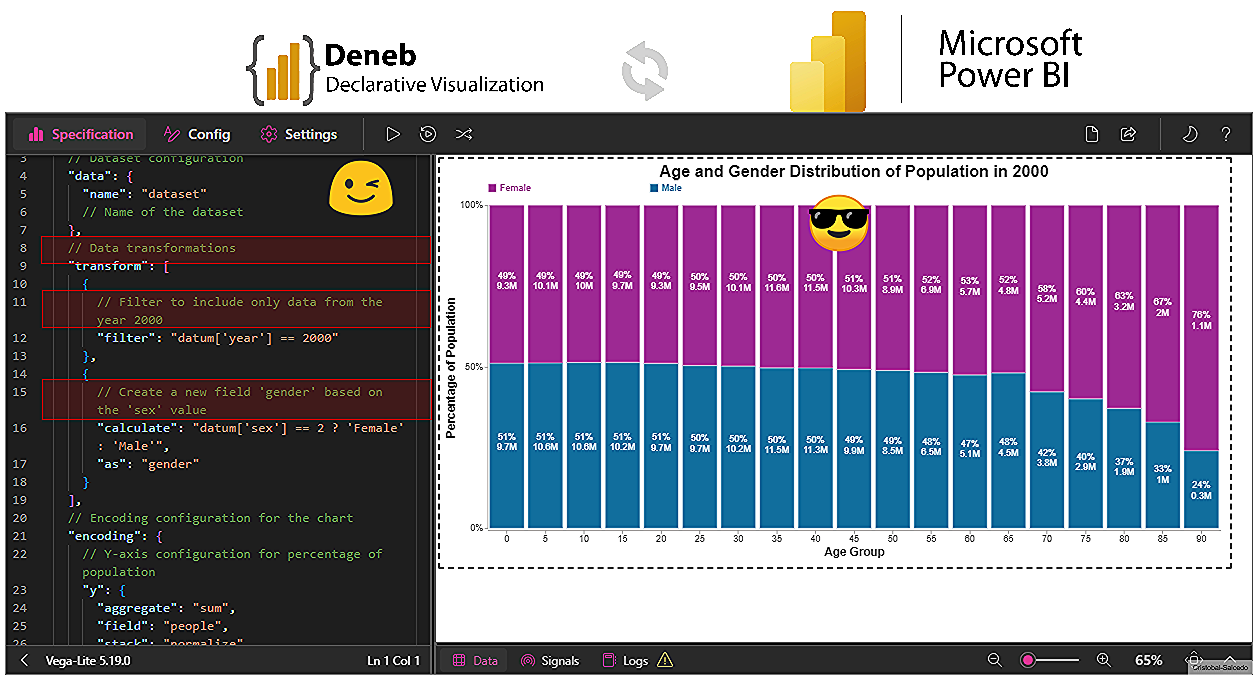 Deneb
Declarative Visualization
Microsoft
Power BI
Specification Config Settings
3 // Dataset configuration
4 "data": {
5 "name": "dataset"
6 // Name of the dataset
7 },
8 // Data transformations
9 "transform": [
10 {
11 // Filter to include only data from the
year 2000
12 "filter": "datum['year'] == 2000"
13 },
14 {
15 // Create a new field 'gender' based on
the 'sex' value
16 "calculate": "datum['sex'] == 2 ? 'Female'
: 'Male'",
17 "as": "gender"
18 }
19 ],
20 // Encoding configuration for the chart
21 "encoding": {
22 // Y-axis configuration for percentage of
population
23 "y": {
24 "aggregate": "sum",
25 "field": "people",
26 "stack": "normalize"
Vega-Lite 5.19.0 Ln 1 Col 1
Age and Gender Distribution of Population in 2000
Female Male
Percentage of Population
100%
49% 49% 49% 49% 49% 50% 50% 50% 50% 51% 51% 52% 53% 52% 58% 60% 63% 67% 76%
9.3M 10.1M 10M 9.7M 9.3M 9.5M 10.1M 11.6M 11.5M 10.3M 8.9M 6.9M 5.7M 4.8M 5.2M 4.4M 3.2M 2M 1.1M
50%
51% 51% 51% 51% 51% 50% 50% 50% 50% 49% 49% 48% 47% 48% 42% 40% 37% 33% 24%
9.7M 10.6M 10.6M 10.2M 9.7M 9.7M 10.2M 11.5M 11.3M 9.9M 8.5M 6.5M 5.1M 4.5M 3.8M 2.9M 1.9M 1M 0.3M
0%
0 5 10 15 20 25 30 35 40 45 50 55 60 65 70 75 80 85 90
Age Group
Data Signals Logs 65%
Cristobal-Salcedo